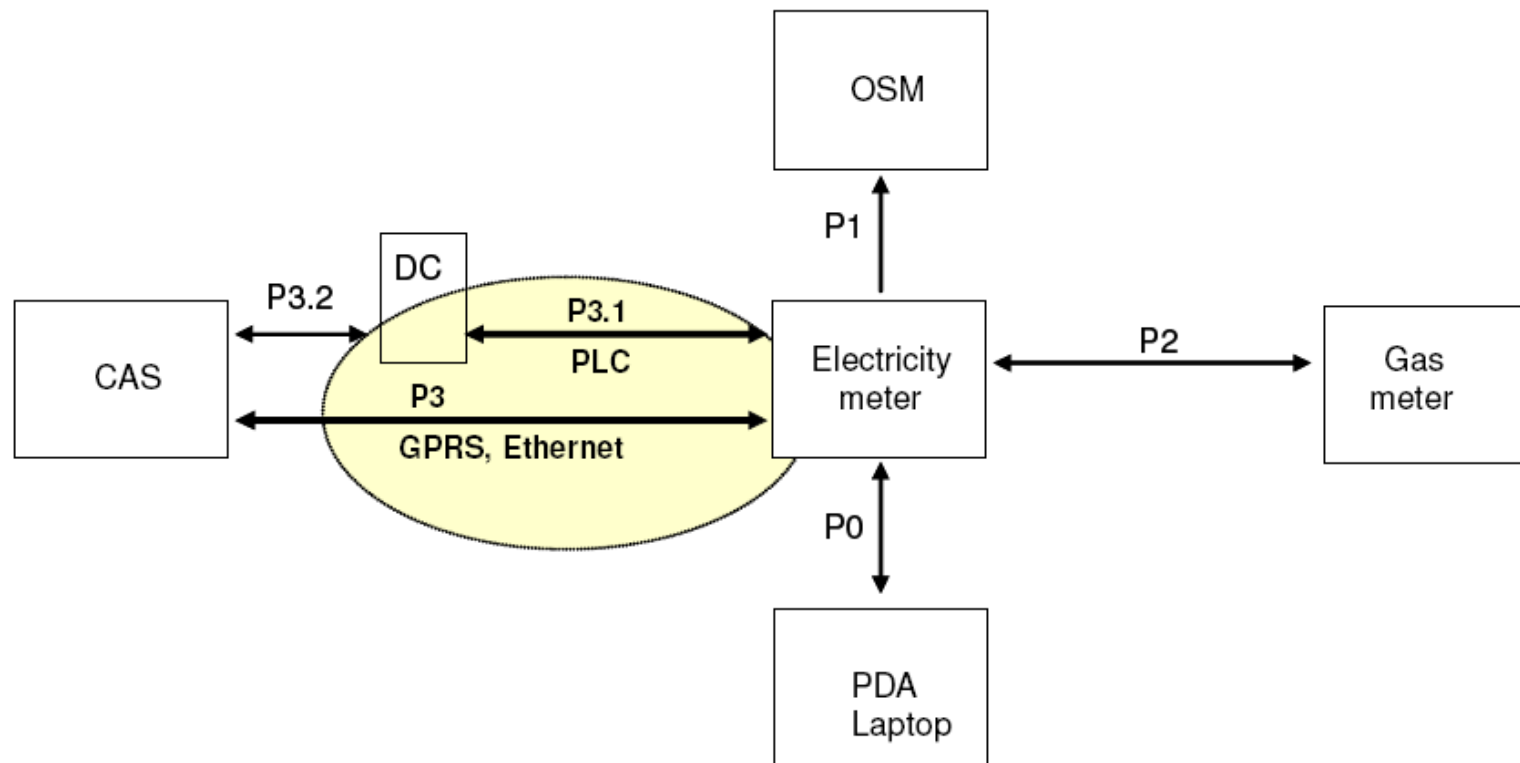 OSM
P1
DC
P3.2
P3.1
PLC
CAS
P3
GPRS, Ethernet
Electricity
meter
P2
Gas
meter
P0
PDA
Laptop